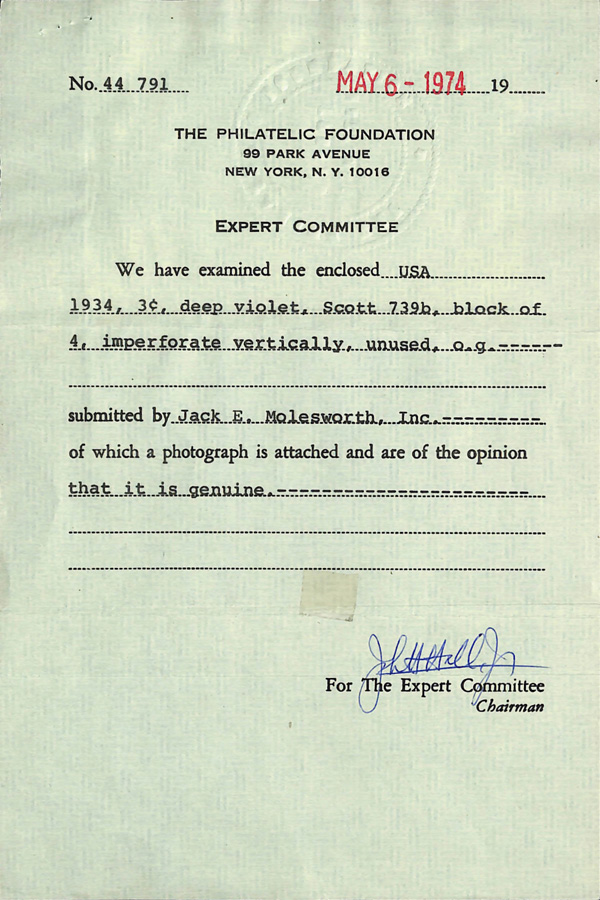 No. 44 791 MAY 6 - 1974 19
THE PHILATELIC FOUNDATION
99 PARK AVENUE
NEW YORK, N. Y. 10016
EXPERT COMMITTEE
We have examined the enclosed USA
1934, 3¢, deep violet, Scott 739b, block of
4, imperforate vertically, unused, o.g.------
submitted by Jack E. Molesworth, Inc.---------
of which a photograph is attached and are of the opinion
that it is genuine.-----------------------
John H Hall, Jr
For The Expert Committee
Chairman